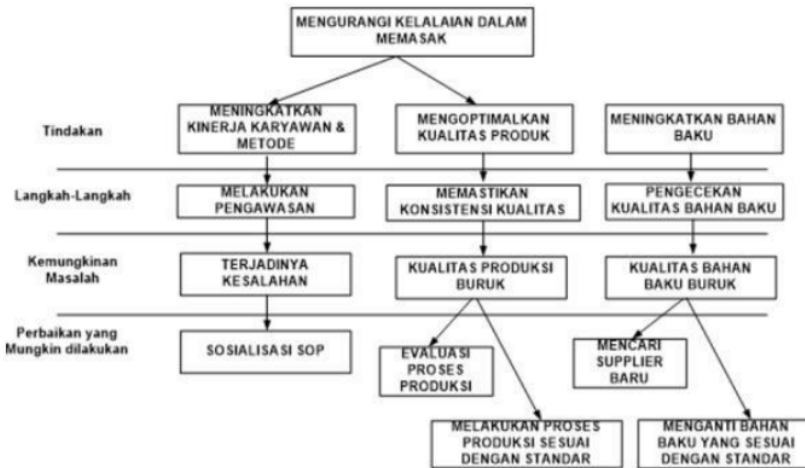 MENGURANGI KELALAIAN DALAM
MEMASAK
Tindakan
MENINGKATKAN
KINERJA KARYAWAN &
METODE
MENGOPTIMALKAN
KUALITAS PRODUK
MENINGKATKAN BAHAN
BAKU
Langkah-Langkah
MELAKUKAN
PENGAWASAN
MEMASTIKAN
KONSISTENSI KUALITAS
PENGECEKAN
KUALITAS BAHAN BAKU
Kemungkinan
Masalah
TERJADINYA
KESALAHAN
KUALITAS PRODUKSI
BURUK
KUALITAS BAHAN
BAKU BURUK
Perbaikan yang
Mungkin dilakukan
SOSIALISASI SOP
EVALUASI
PROSES
PRODUKSI
MENCARI
SUPPLIER
BARU
MELAKUKAN PROSES
PRODUKSI SESUAI
DENGAN STANDAR
MENGANTI BAHAN
BAKU YANG SESUAI
DENGAN STANDAR